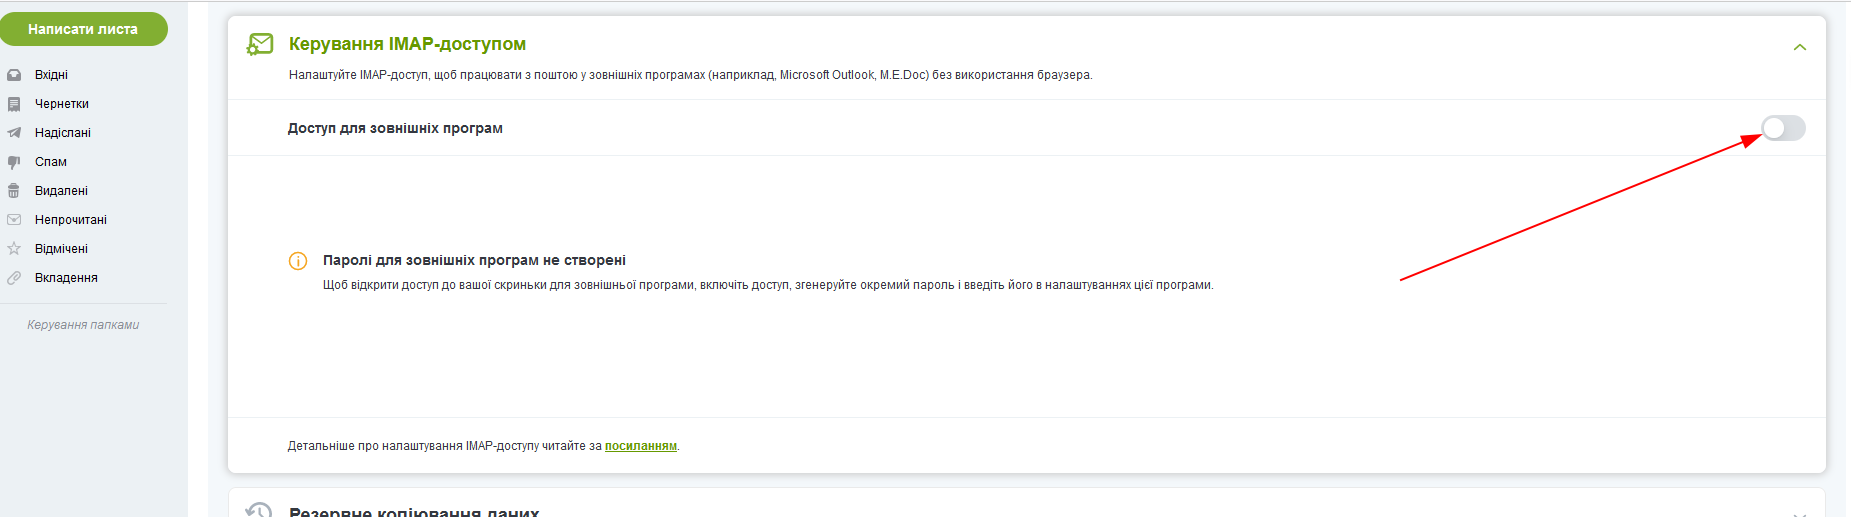 Написати листа
Вхідні
Чернетки
Надіслані
Спам
Видалені
Непрочитані
Відмічені
Вкладення
Керування папками
Керування IMAP-доступом
Налаштуйте IMAP-доступ, щоб працювати з поштою у зовнішніх програмах (наприклад, Microsoft Outlook, M.E.Doc) без використання браузера.
Доступ для зовнішніх програм
Паролі для зовнішніх програм не створені
Щоб відкрити доступ до вашої скриньки для зовнішньої програми, включіть доступ, згенеруйте окремий пароль і введіть його в налаштуваннях цієї програми.
Детальніше про налаштування IMAP-доступу читайте за посиланням.
Резервне копіювання даних